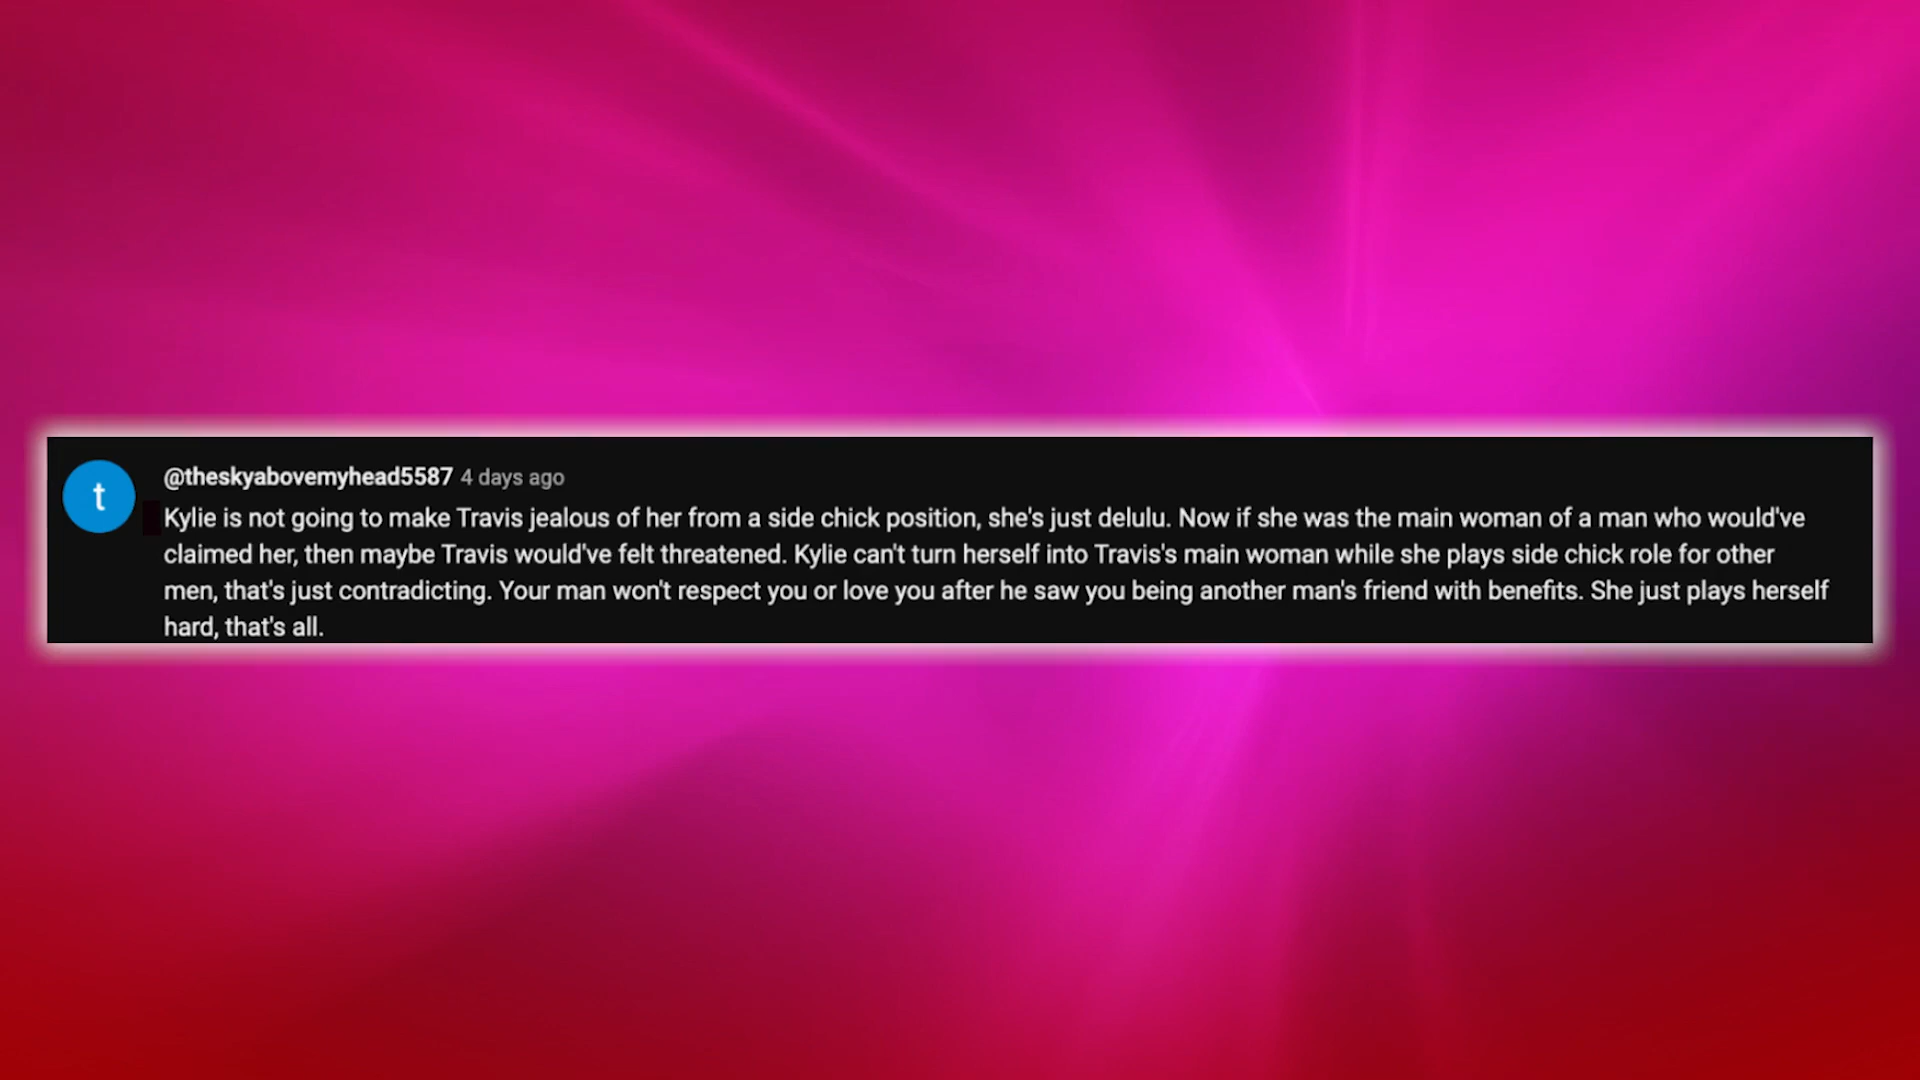 t
@theskyabovemyhead5587 4 days ago
Kylie is not going to make Travis jealous of her from a side chick position, she's just delulu. Now if she was the main woman of a man who would've
claimed her, then maybe Travis would've felt threatened. Kylie can't turn herself into Travis's main woman while she plays side chick role for other
men, that's just contradicting. Your man won't respect you or love you after he saw you being another man's friend with benefits. She just plays herself
hard, that's all.